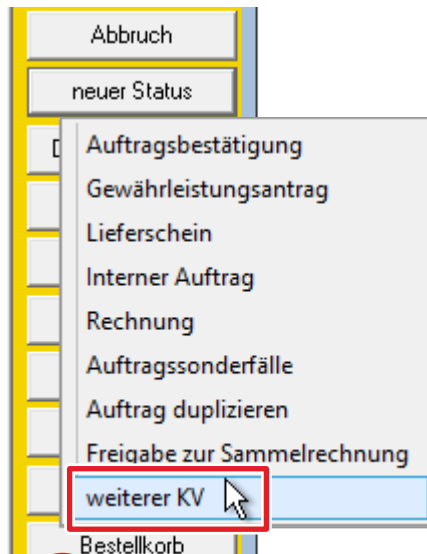 Abbruch
neuer Status
D
Auftragsbestätigung
Gewährleistungsantrag
Lieferschein
Interner Auftrag
Rechnung
Auftragssonderfälle
Auftrag duplizieren
Freigabe zur Sammelrechnung
weiterer KV
Bestellkorb